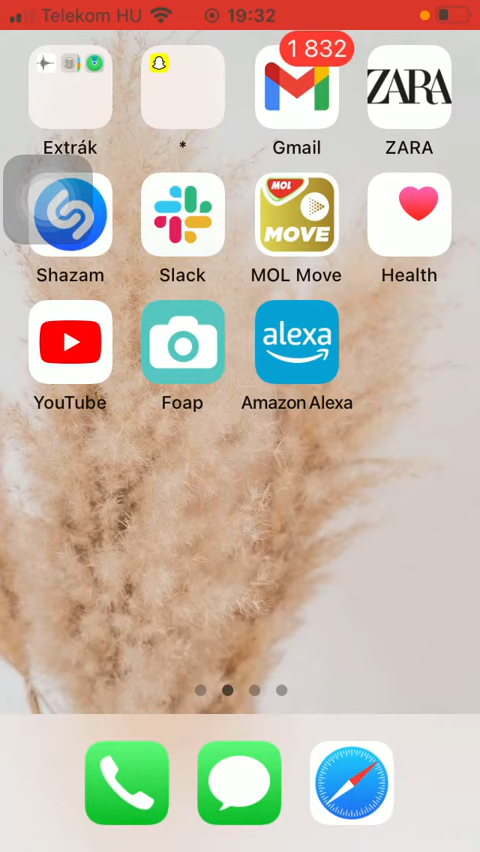 Telekom HU 19:32
1 832
Extrák * Gmail ZARA
ZARA
MOL
MOVE
Shazam Slack MOL Move Health
alexa
YouTube Foap Amazon Alexa